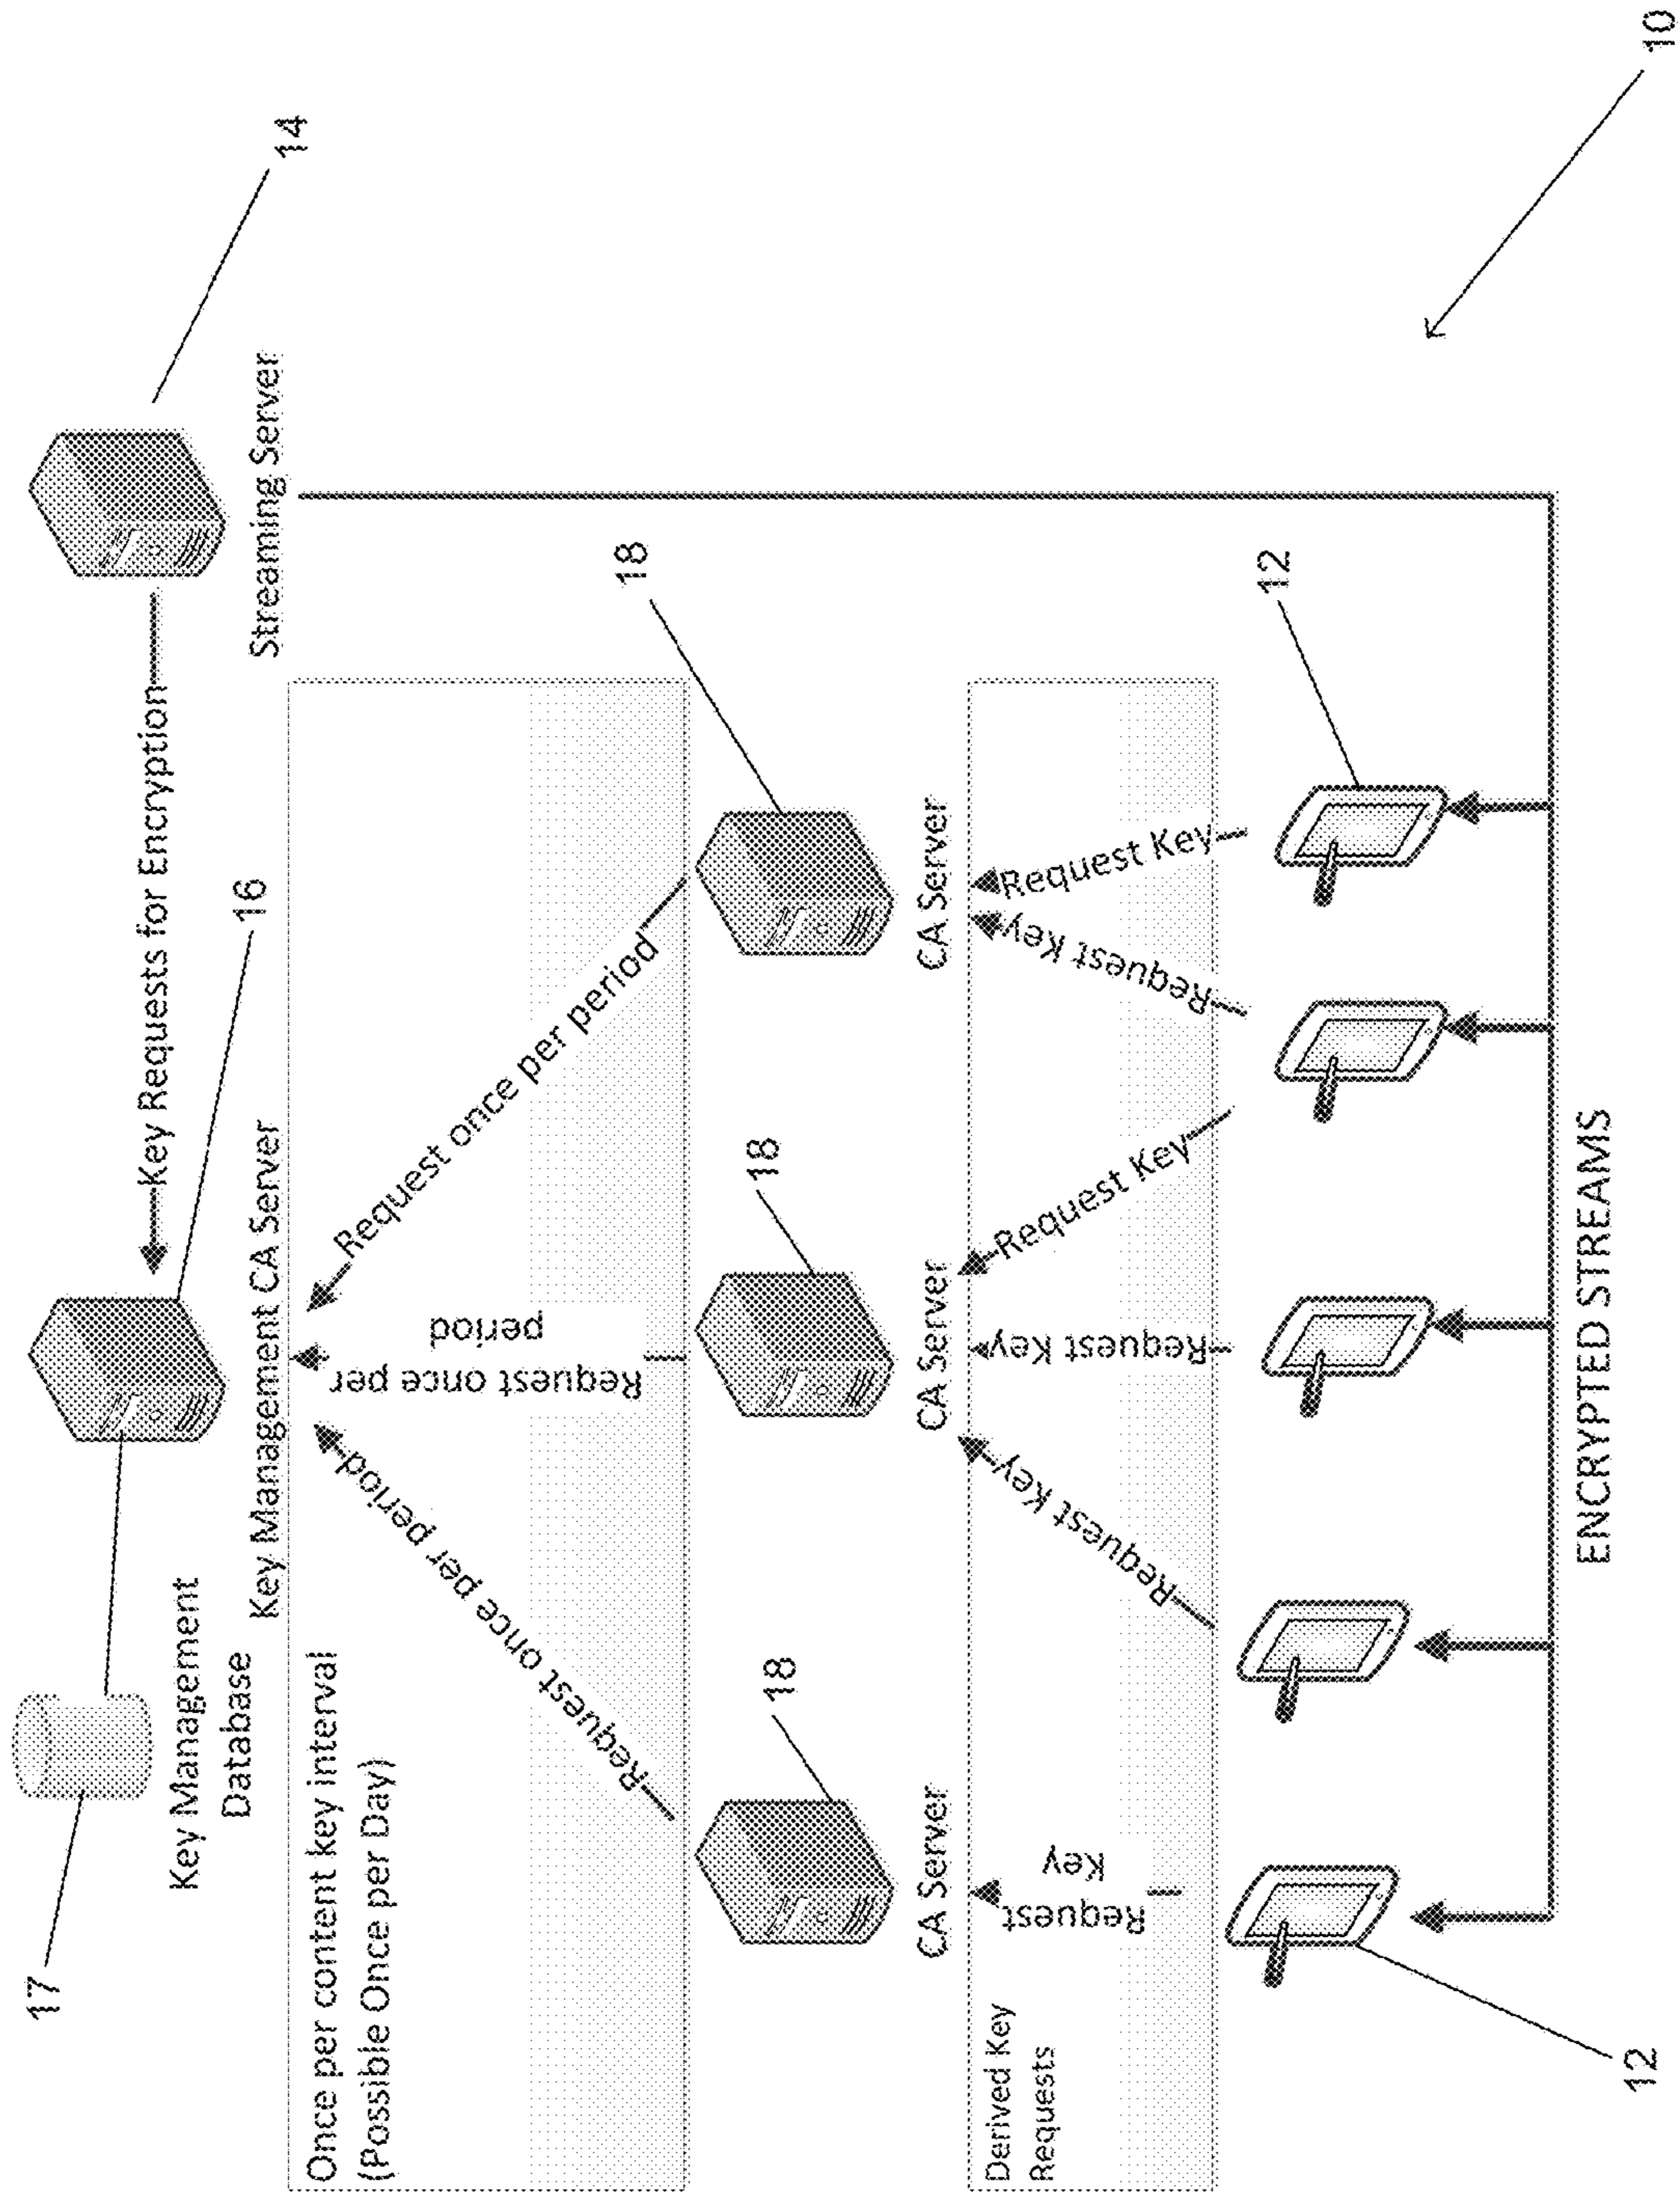 17
Key Management
Database
16
Key Management CA Server
Key Requests for Encryption
14
Streaming Server
Once per content key interval
(Possible Once per Day)
Request once per period
Request once per
period
Request once per period
18
CA Server
18
CA Server
18
CA Server
Derived Key
Requests
Request
Key
Request Key
Request Key
Request Key
Request Key
Request Key
12
12
ENCRYPTED STREAMS
10